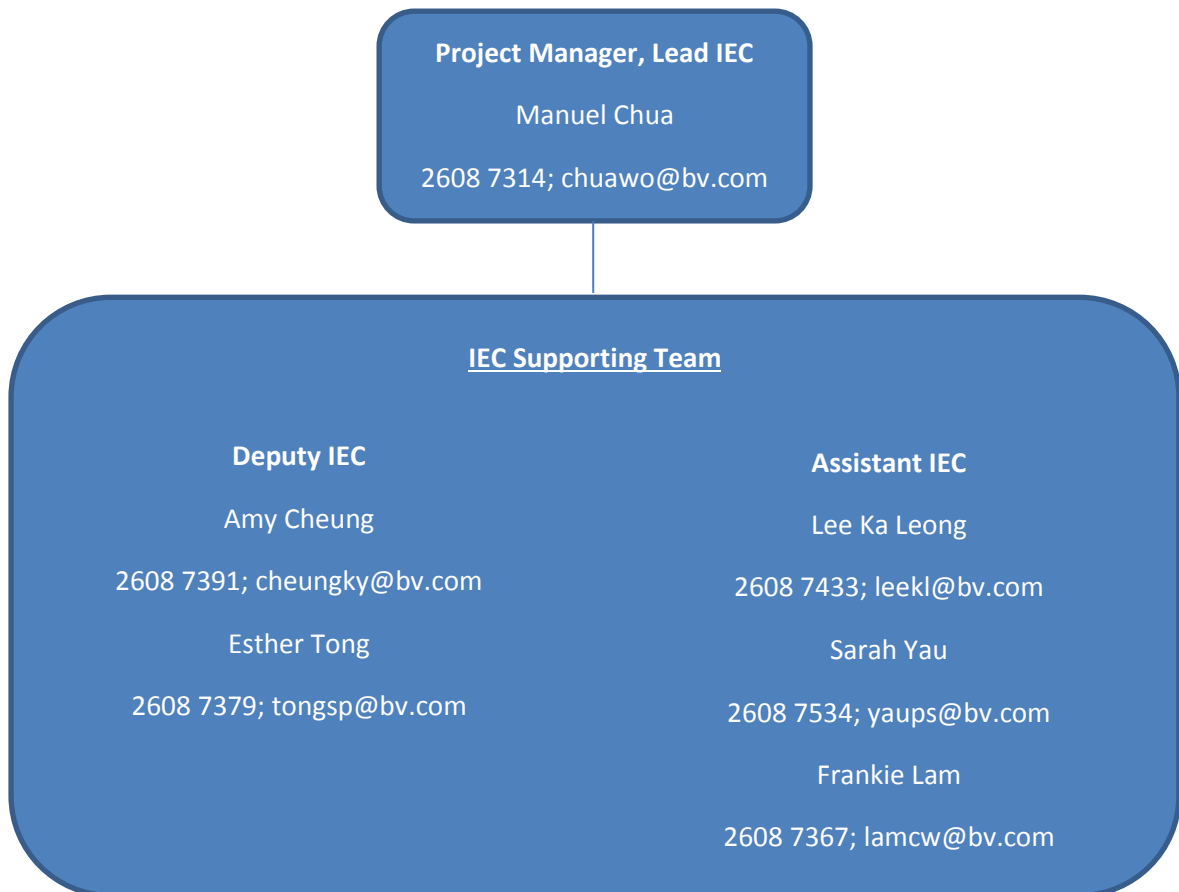 Project Manager, Lead IEC
Manuel Chua
2608 7314; chuawo@bv.com
IEC Supporting Team
Deputy IEC
Amy Cheung
2608 7391; cheungky@bv.com
Esther Tong
2608 7379; tongsp@bv.com
Assistant IEC
Lee Ka Leong
2608 7433; leekl@bv.com
Sarah Yau
2608 7534; yaups@bv.com
Frankie Lam
2608 7367; lamcw@bv.com